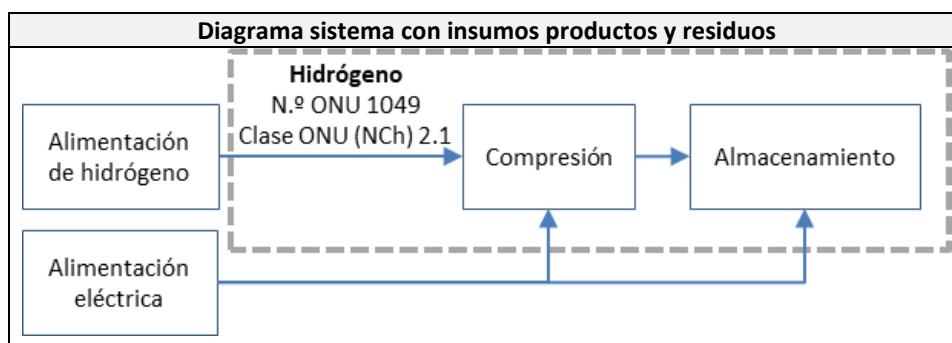 Diagrama sistema con insumos productos y residuos
Hidrógeno
N.º ONU 1049
Clase ONU (NCh) 2.1
Alimentación
de hidrógeno
Compresión
Almacenamiento
Alimentación
eléctrica